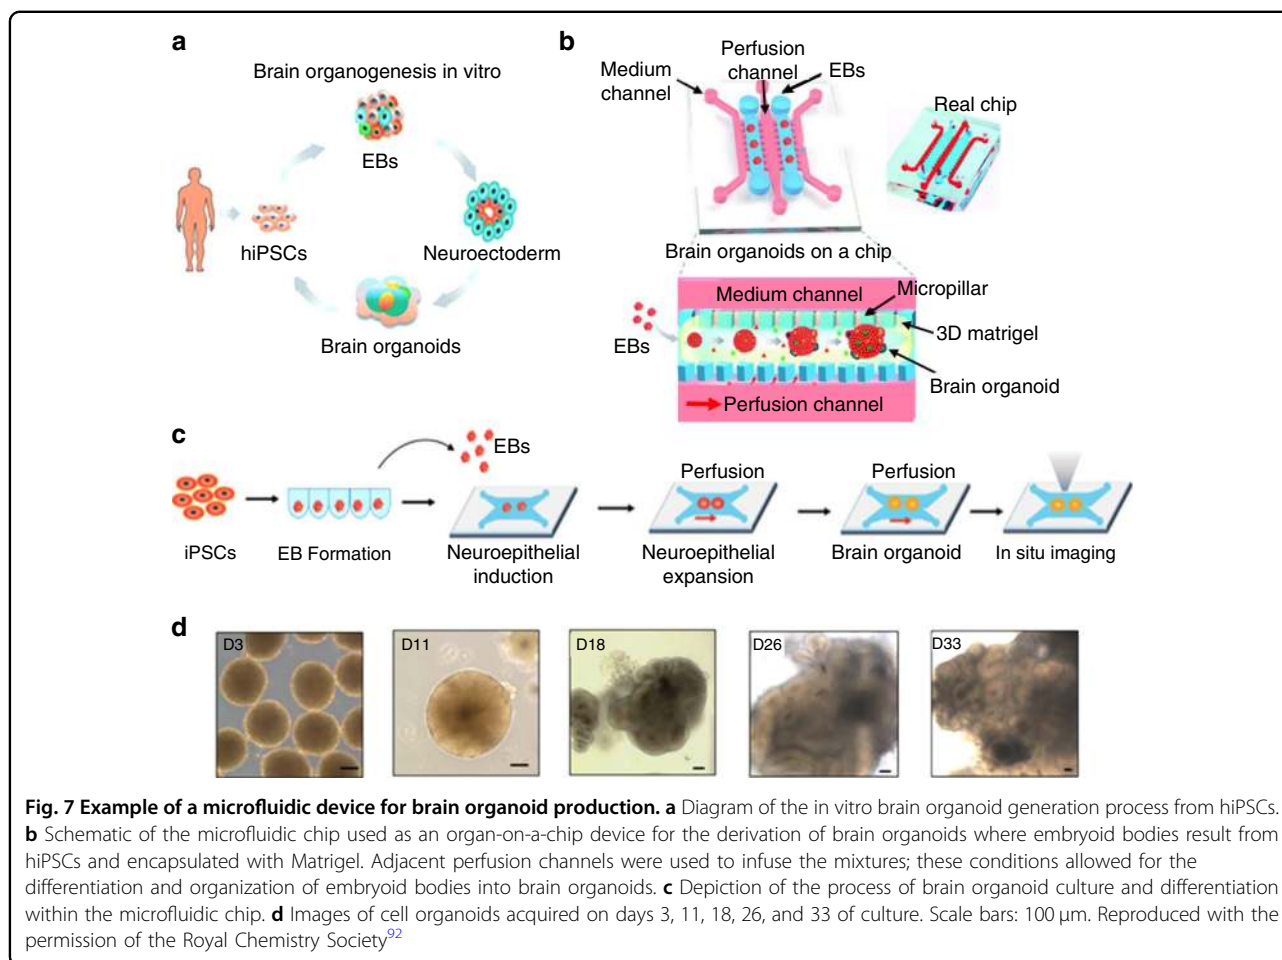 a
Brain organogenesis in vitro
EBs
hiPSCs
Neuroectoderm
Brain organoids
b
Perfusion
channel
Medium
channel
EBs
Real chip
Brain organoids on a chip
Medium channel
Micropillar
3D matrigel
EBs
Brain organoid
Perfusion channel
c
EBs
Perfusion
Perfusion
iPSCs
EB Formation
Neuroepithelial
induction
Neuroepithelial
expansion
Brain organoid
In situ imaging
d
D3
D11
D18
D26
D33
Fig. 7 Example of a microfluidic device for brain organoid production. a Diagram of the in vitro brain organoid generation process from hiPSCs.
b Schematic of the microfluidic chip used as an organ-on-a-chip device for the derivation of brain organoids where embryoid bodies result from
hiPSCs and encapsulated with Matrigel. Adjacent perfusion channels were used to infuse the mixtures; these conditions allowed for the
differentiation and organization of embryoid bodies into brain organoids. c Depiction of the process of brain organoid culture and differentiation
within the microfluidic chip. d Images of cell organoids acquired on days 3, 11, 18, 26, and 33 of culture. Scale bars: 100 μm. Reproduced with the
permission of the Royal Chemistry Society92